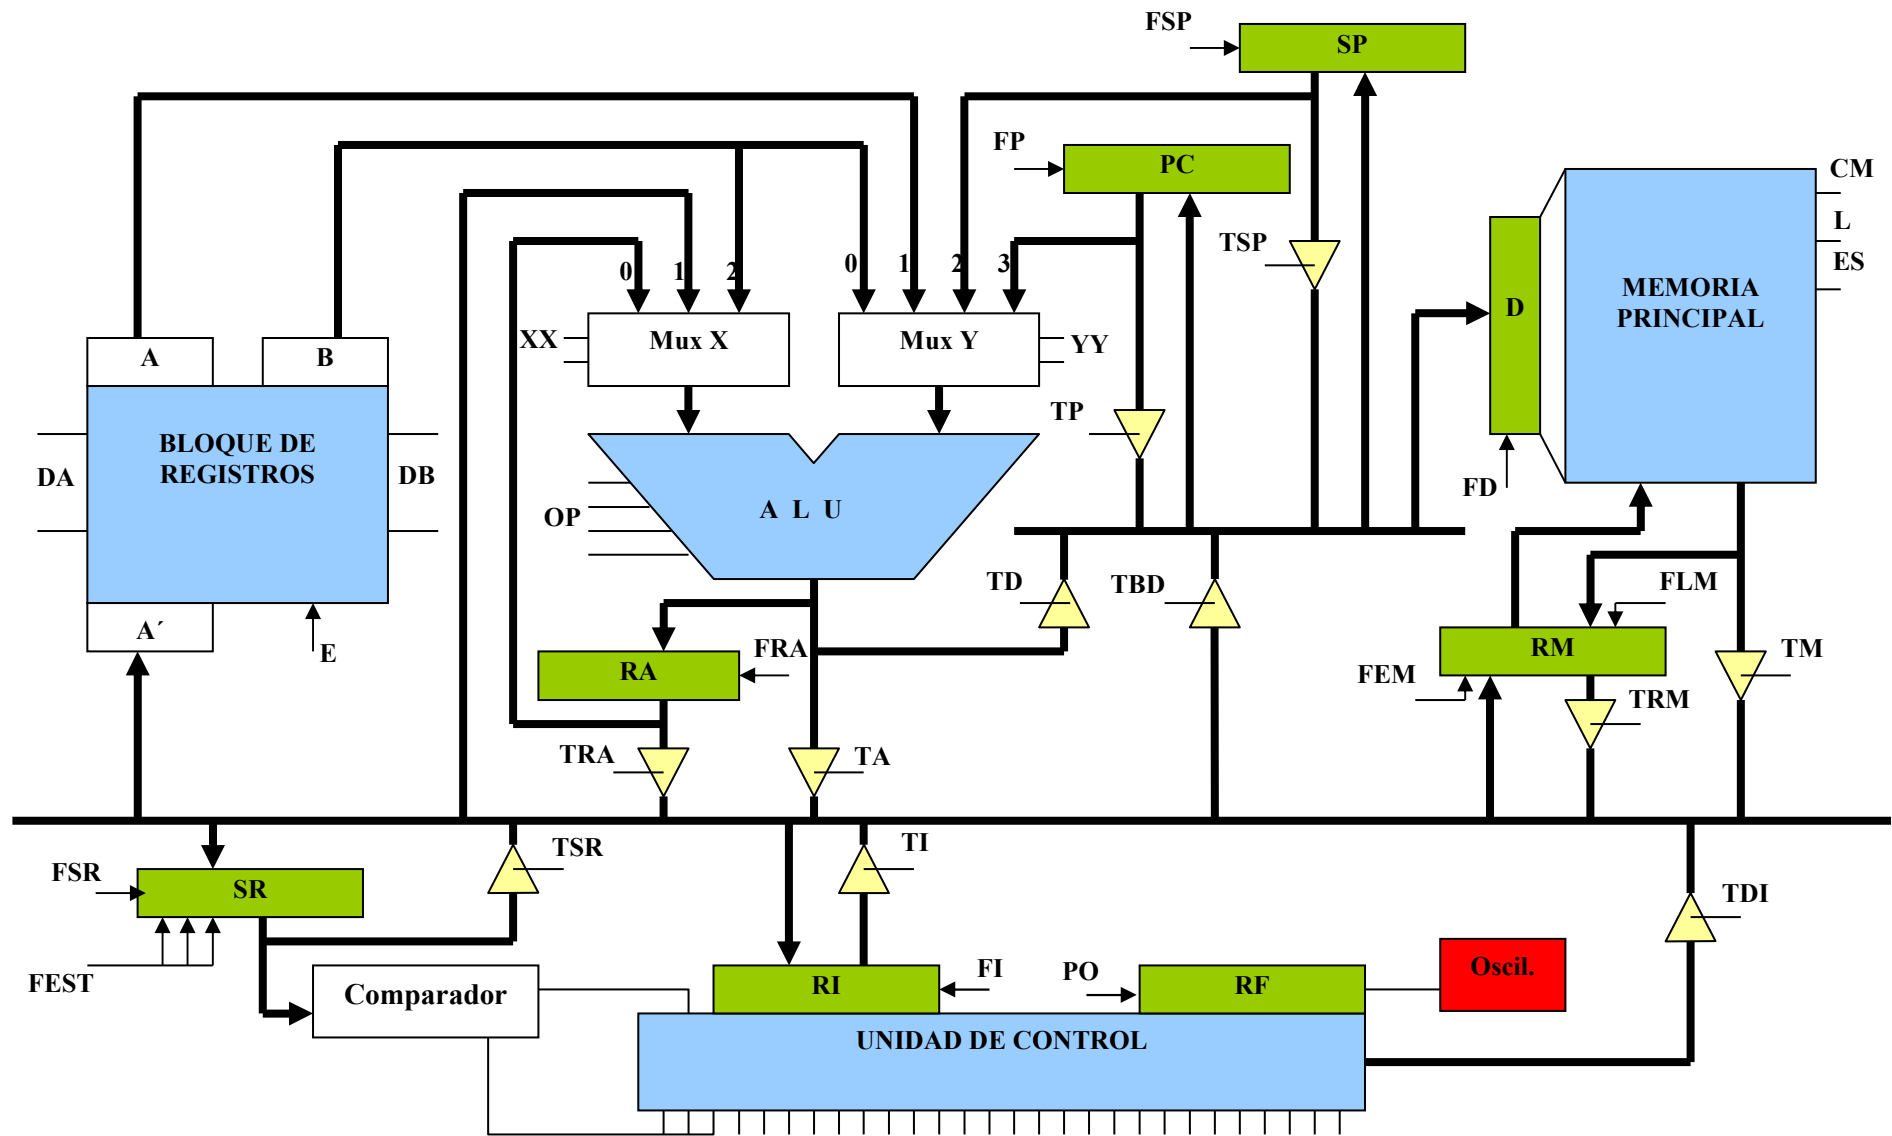 FSP
SP
FP
PC
CM
L
ES
TSP
0
1
2
0
1
2
3
MEMORIA
PRINCIPAL
D
XX
Mux X
Mux Y
YY
A
B
TP
BLOQUE DE
REGISTROS
DA
DB
FD
OP
A L U
TD
TBD
FLM
A´
E
FRA
RA
RM
TM
FEM
TRM
TRA
TA
TSR
TI
FSR
SR
TDI
FEST
Comparador
RI
FI
PO
RF
Oscil.
UNIDAD DE CONTROL